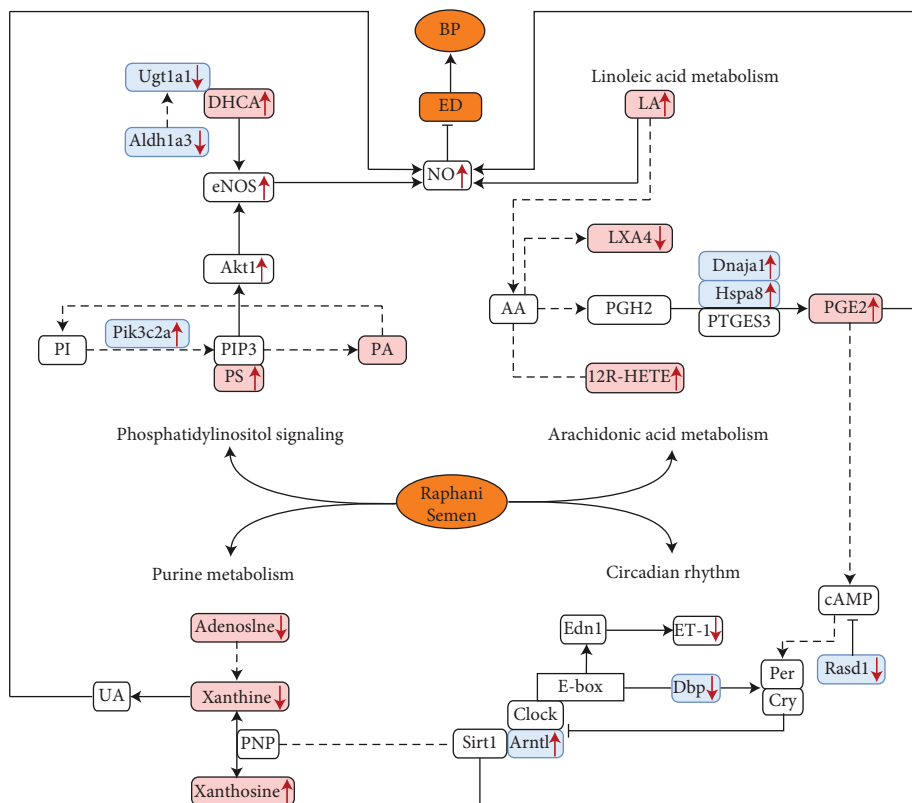 BP
Ugt1a1
Linoleic acid metabolism
DHCA
ED
LA
Aldh1a3
eNOS
NO
LXA4
Akt1
Dnaja1
Hspa8
AA
PGH2
PGE2
PTGES3
Pik3c2a
PI
PIP3
PA
PS
12R-HETE
Phosphatidylinositol signaling
Arachidonic acid metabolism
Raphani
Semen
Purine metabolism
Circadian rhythm
cAMP
Adenoslne
Edn1
ET-1
Per
Rasd1
UA
Xanthine
E-box
Dbp
Cry
Clock
PNP
Sirt1
Arntl
Xanthosine